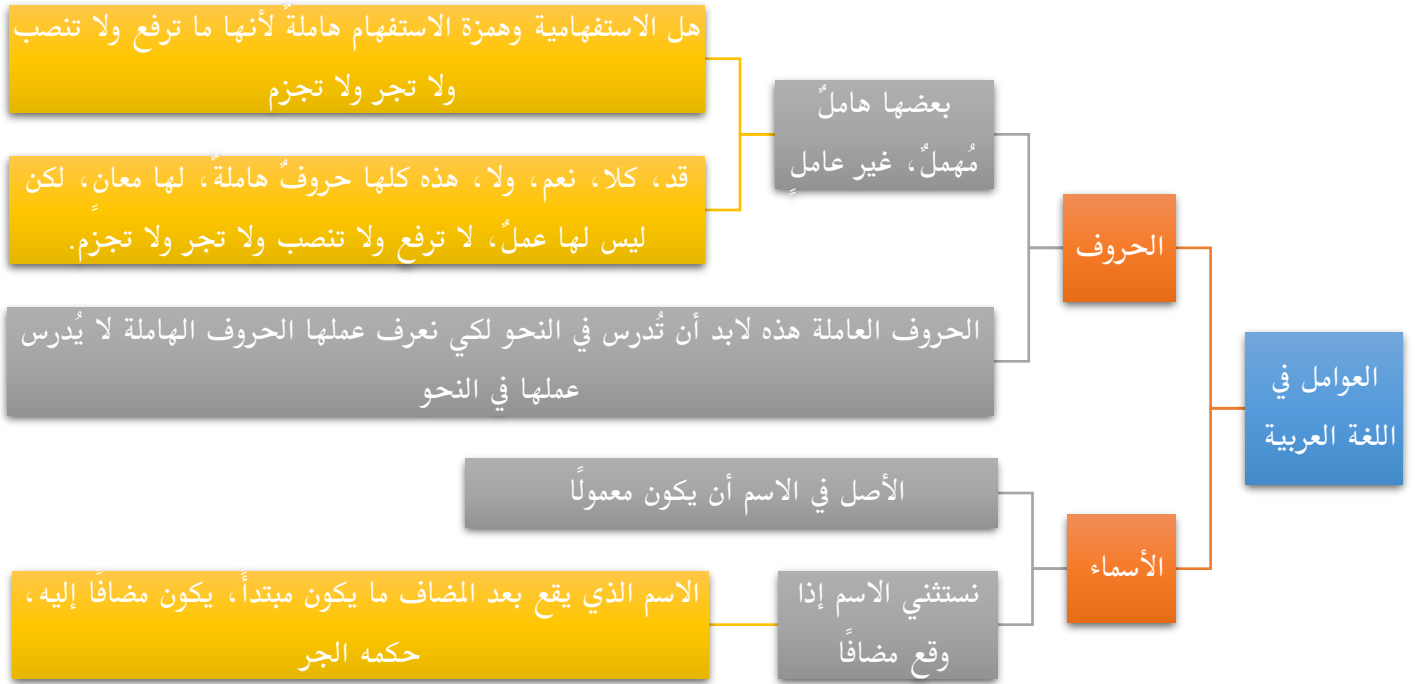 العوامل في
اللغة العربية
الحروف
بعضها هاملٌ
مُهملٌ، غير عاملٍ
هل الاستفهامية وهمزة الاستفهام هاملةٌ لأنها ما ترفع ولا تنصب
ولا تجر ولا تجزم
قد، كلا، نعم، ولا، هذه كلها حروفٌ هاملةٌ، لها معانٍ، لكن
ليس لها عملٌ، لا ترفع ولا تنصب ولا تجر ولا تجزم.
الحروف العاملة هذه لابد أن تُدرس في النحو لكي نعرف عملها الحروف الهاملة لا يُدرس
عملها في النحو
الأسماء
الأصل في الاسم أن يكون معمولًا
نستثني الاسم إذا
وقع مضافًا
الاسم الذي يقع بعد المضاف ما يكون مبتدأً، يكون مضافًا إليه،
حكمه الجر